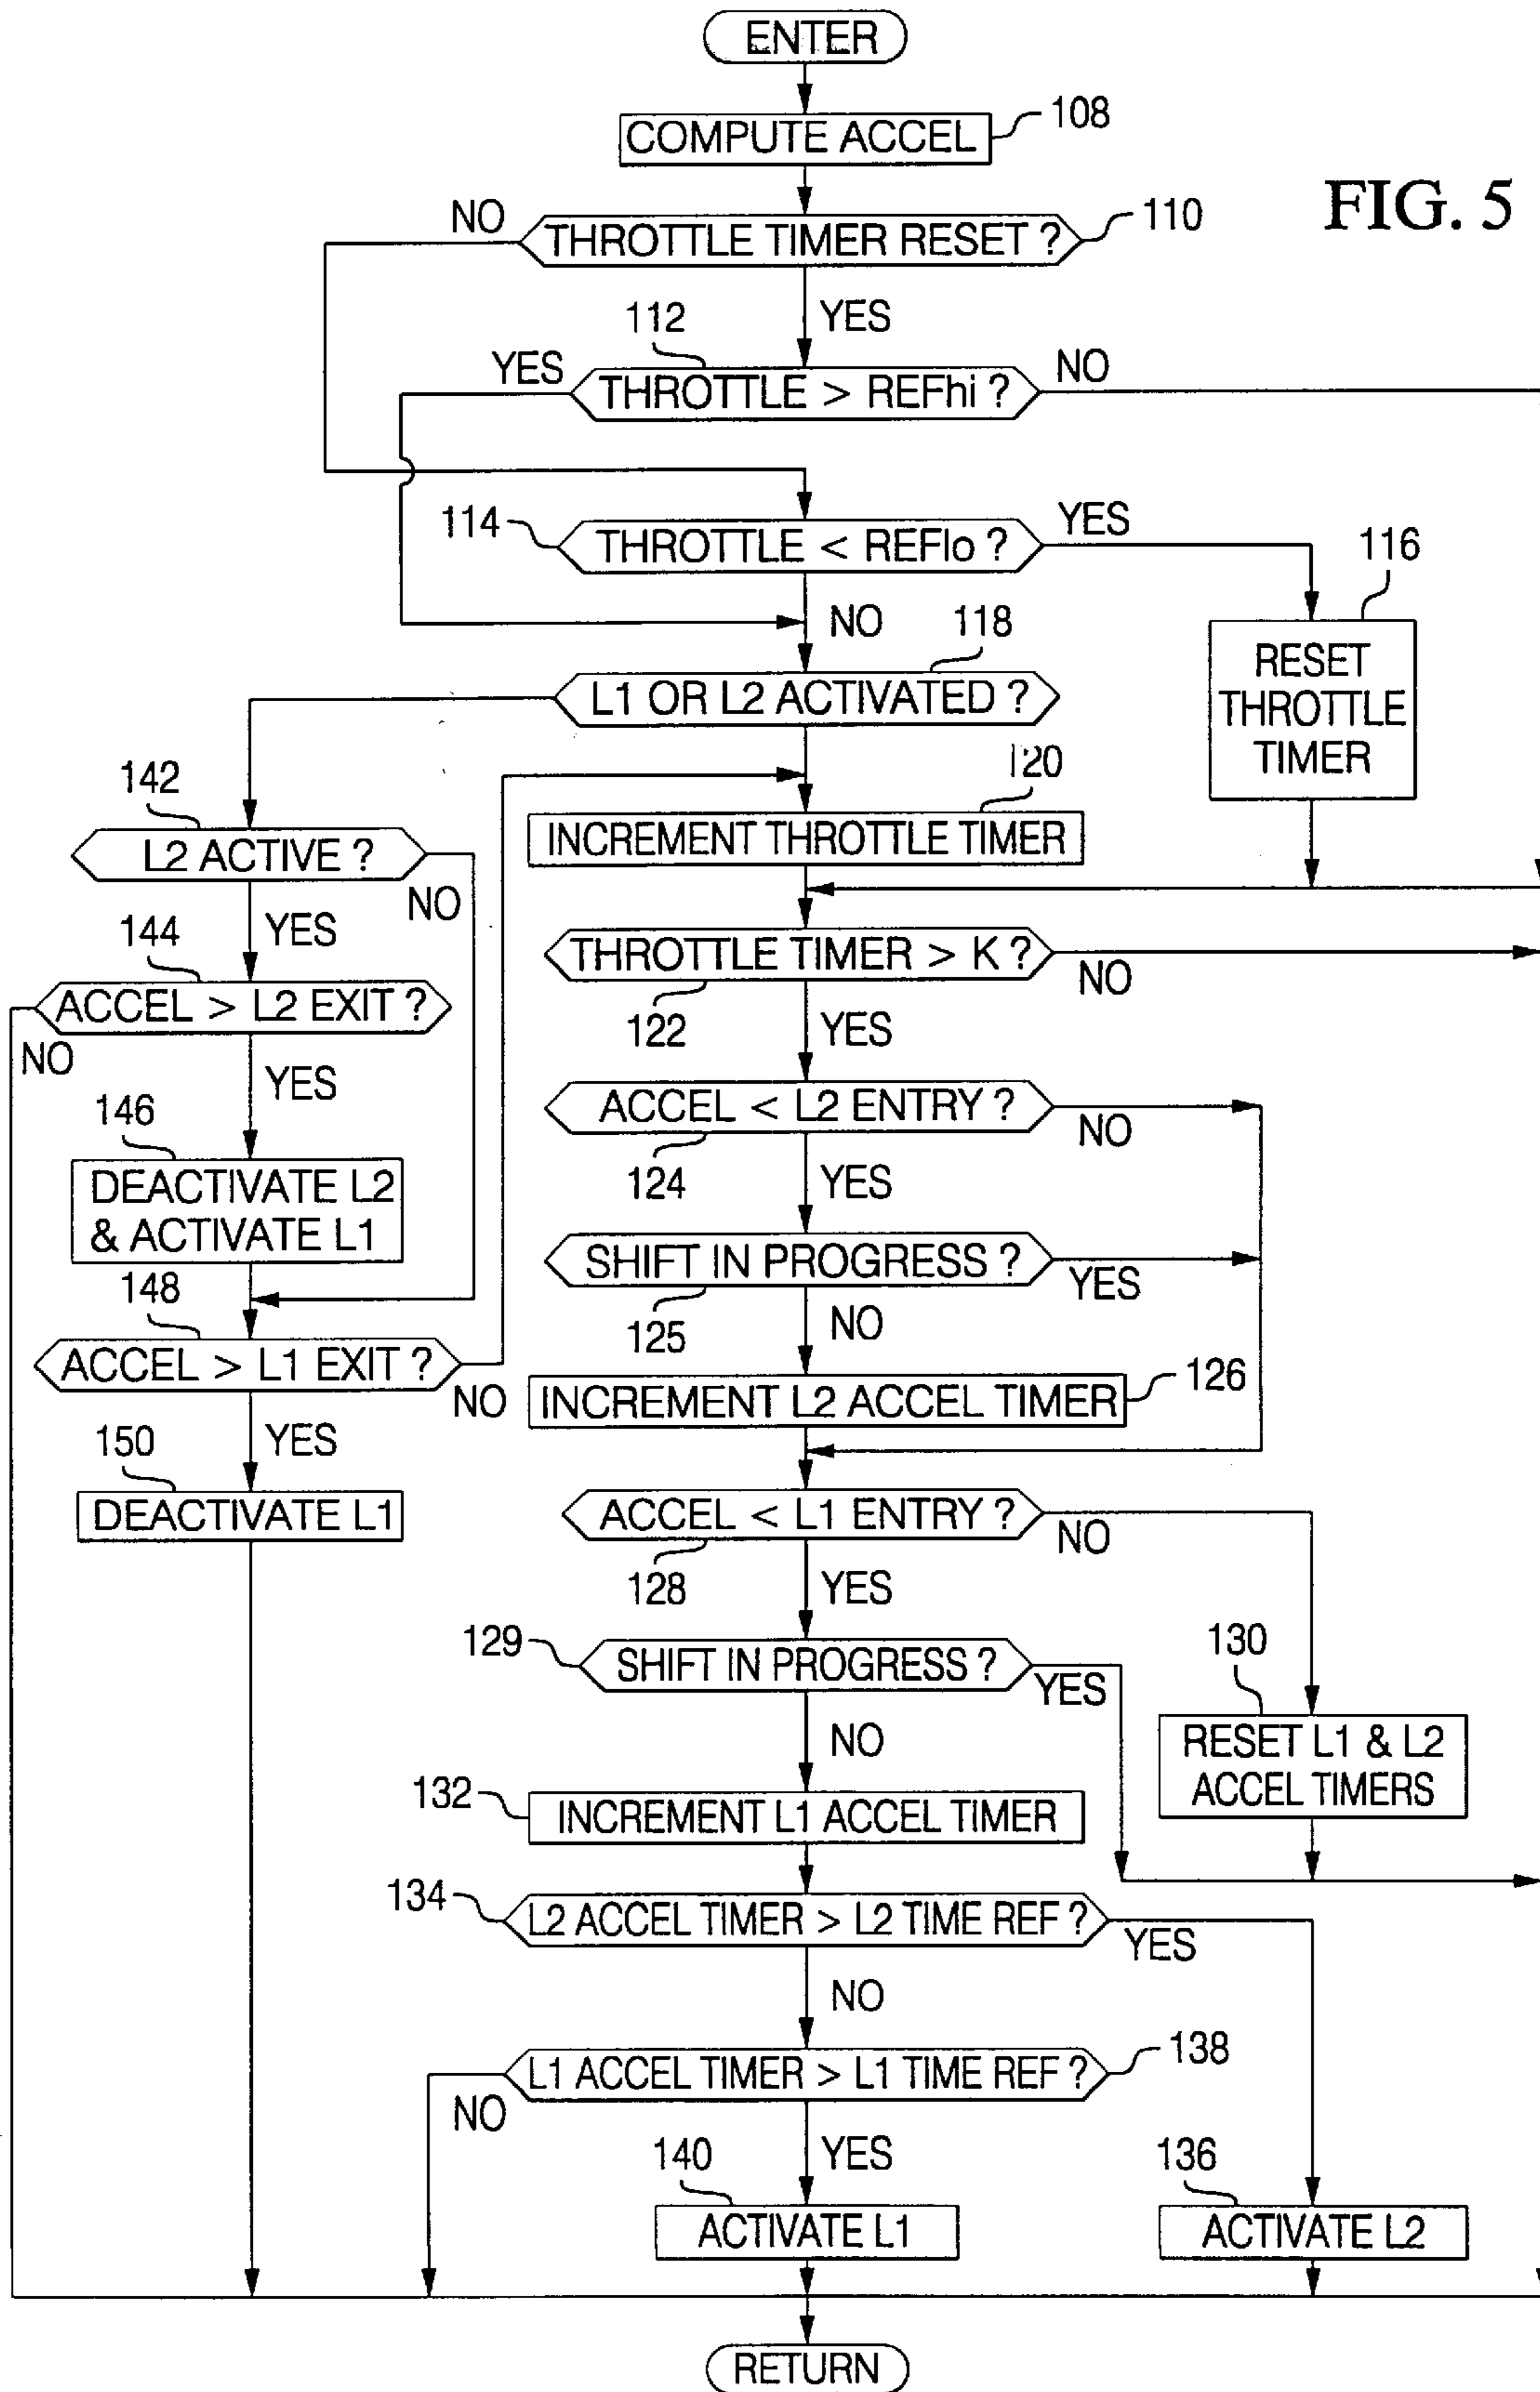 ENTER
COMPUTE ACCEL
108
FIG. 5
NO
THROTTLE TIMER RESET ?
110
YES
112
YES
THROTTLE > REFhi ?
NO
114
THROTTLE < REFlo ?
YES
116
NO
118
RESET
THROTTLE
TIMER
L1 OR L2 ACTIVATED ?
142
120
L2 ACTIVE ?
NO
INCREMENT THROTTLE TIMER
144
YES
THROTTLE TIMER > K ?
NO
ACCEL > L2 EXIT ?
NO
122
YES
YES
146
ACCEL < L2 ENTRY ?
NO
DEACTIVATE L2
& ACTIVATE L1
124
YES
148
SHIFT IN PROGRESS ?
YES
125
NO
ACCEL > L1 EXIT ?
NO
INCREMENT L2 ACCEL TIMER
126
150
YES
DEACTIVATE L1
ACCEL < L1 ENTRY ?
NO
128
YES
129
SHIFT IN PROGRESS ?
YES
130
NO
RESET L1 & L2
ACCEL TIMERS
132
INCREMENT L1 ACCEL TIMER
134
L2 ACCEL TIMER > L2 TIME REF ?
YES
NO
L1 ACCEL TIMER > L1 TIME REF ?
138
NO
140
YES
136
ACTIVATE L1
ACTIVATE L2
RETURN